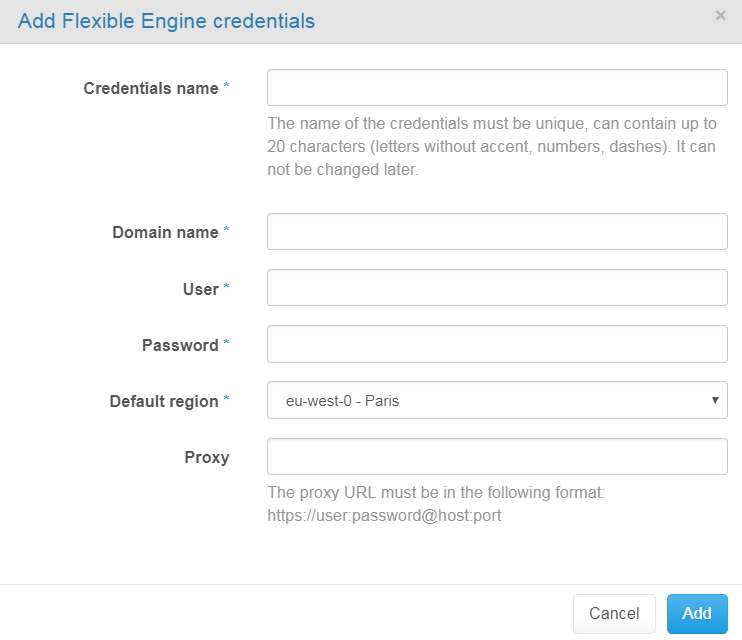 Add Flexible Engine credentials ×
Credentials name *
The name of the credentials must be unique, can contain up to
20 characters (letters without accent, numbers, dashes). It can
not be changed later.
Domain name *
User *
Password *
Default region * eu-west-0 - Paris
Proxy
The proxy URL must be in the following format:
https://user:password@host:port
Cancel Add